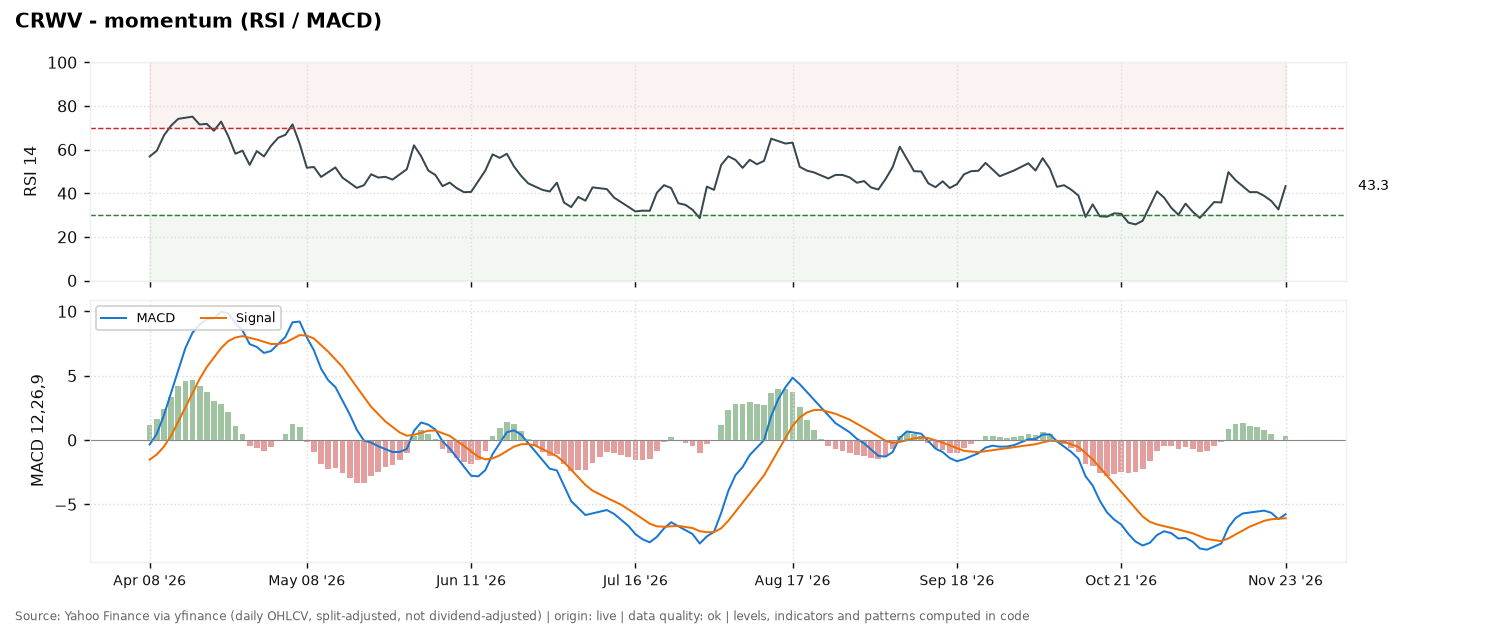 CRWV - momentum (RSI / MACD)
100
80
60
40
20
0
RSI 14
43.3
MACD
Signal
10
5
0
−5
MACD 12,26,9
Apr 08 '26
May 08 '26
Jun 11 '26
Jul 16 '26
Aug 17 '26
Sep 18 '26
Oct 21 '26
Nov 23 '26
Source: Yahoo Finance via yfinance (daily OHLCV, split-adjusted, not dividend-adjusted) | origin: live | data quality: ok | levels, indicators and patterns computed in code